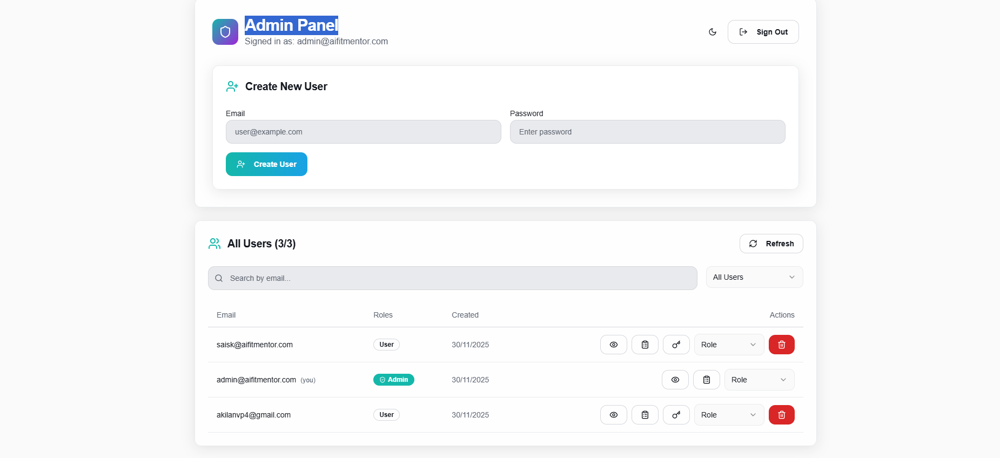 Admin Panel
Signed in as: admin@aifitmentor.com
Sign Out
Create New User
Email Password
user@example.com Enter password
Create User
All Users (3/3)
Refresh
Search by email...
All Users
Email Roles Created Actions
saisk@aifitmentor.com User 30/11/2025 Role
admin@aifitmentor.com (you) Admin 30/11/2025 Role
akilanvp4@gmail.com User 30/11/2025 Role